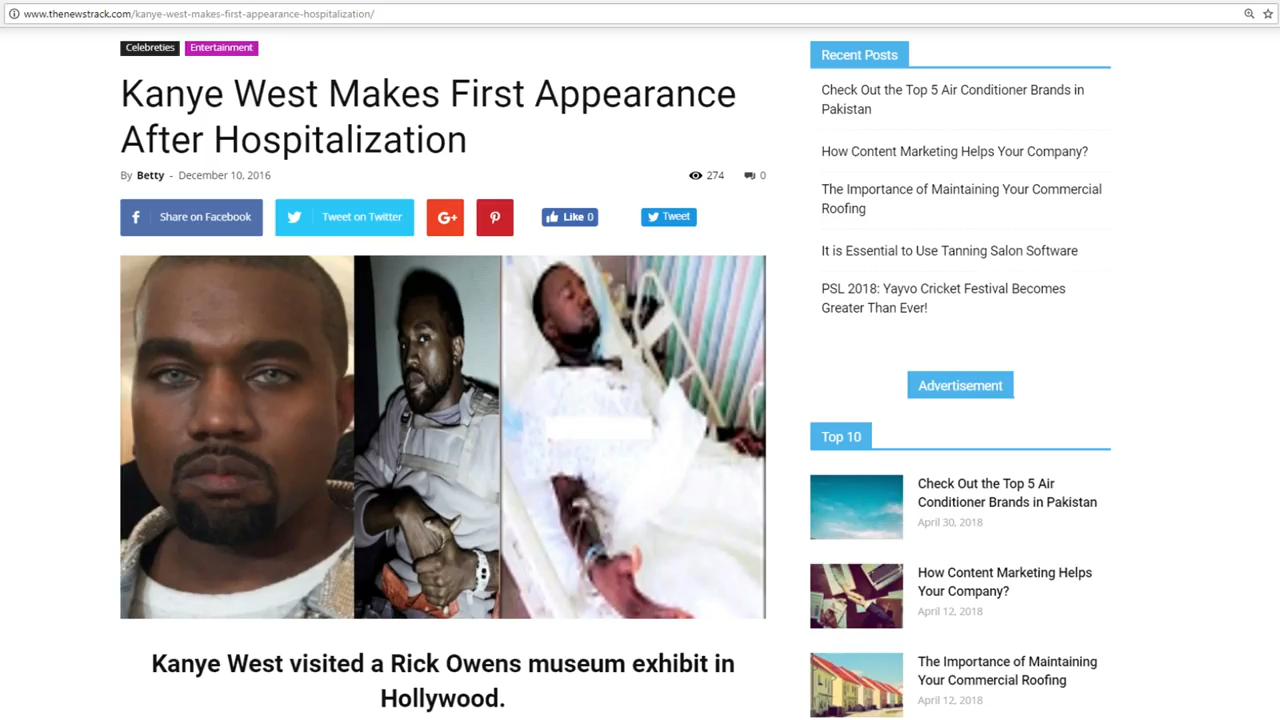 www.thenewstrack.com/kanye-west-makes-first-appearance-hospitalization/
Celebreties Entertainment
Kanye West Makes First Appearance
After Hospitalization
By Betty - December 10, 2016 274 0
Share on Facebook Tweet on Twitter G+ Like 0 Tweet
Kanye West visited a Rick Owens museum exhibit in
Hollywood.
Recent Posts
Check Out the Top 5 Air Conditioner Brands in
Pakistan
How Content Marketing Helps Your Company?
The Importance of Maintaining Your Commercial
Roofing
It is Essential to Use Tanning Salon Software
PSL 2018: Yayvo Cricket Festival Becomes
Greater Than Ever!
Advertisement
Top 10
Check Out the Top 5 Air
Conditioner Brands in Pakistan
April 30, 2018
How Content Marketing Helps
Your Company?
April 12, 2018
The Importance of Maintaining
Your Commercial Roofing
April 12, 2018